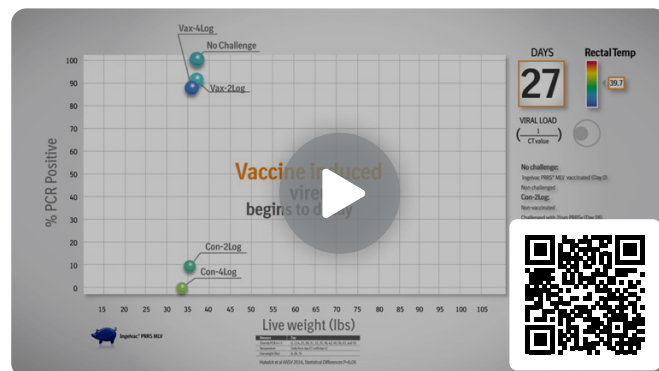 Vax-4Log
No Challenge
Vax-2Log
Con-2Log
Con-4Log
% PCR Positive
100
90
80
70
60
50
40
30
20
10
0
15 20 25 30 35 40 45 50 55 60 65 70 75 80 85 90 95 100 105
Live weight (lbs)
Vaccine induced
begins to
DAYS
27
Rectal Temp
39.7
VIRAL LOAD
1
CT value
No challenge:
Ingelvac PRRS® MLV vaccinated (Day 0)
Non challenged
Con-2Log:
Non-vaccinated
Ingelvac® PRRS MLV